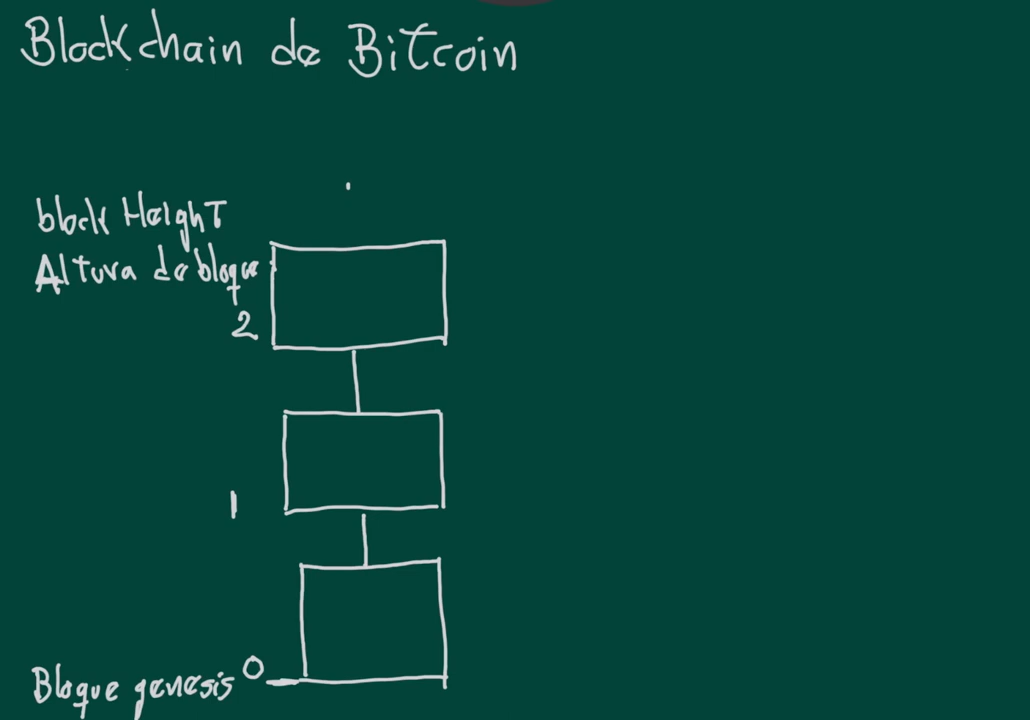 Blockchain de Bitcoin
block Height
Altura de bloque
2
1
0
Bloque genesis